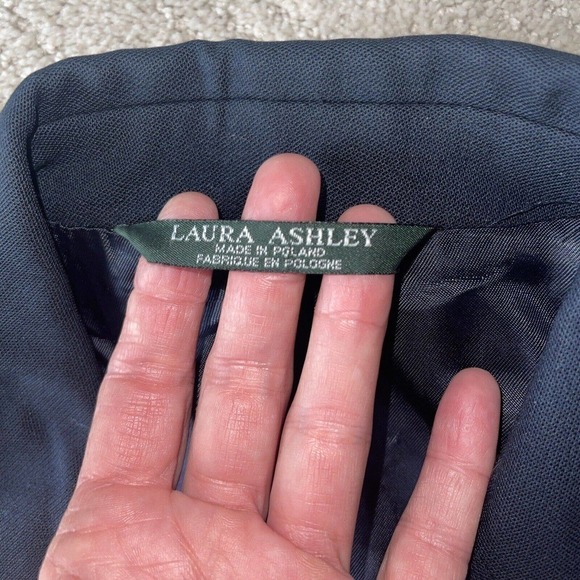 LAURA ASHLEY
MADE IN POLAND
FABRIQUE EN POLOGNE